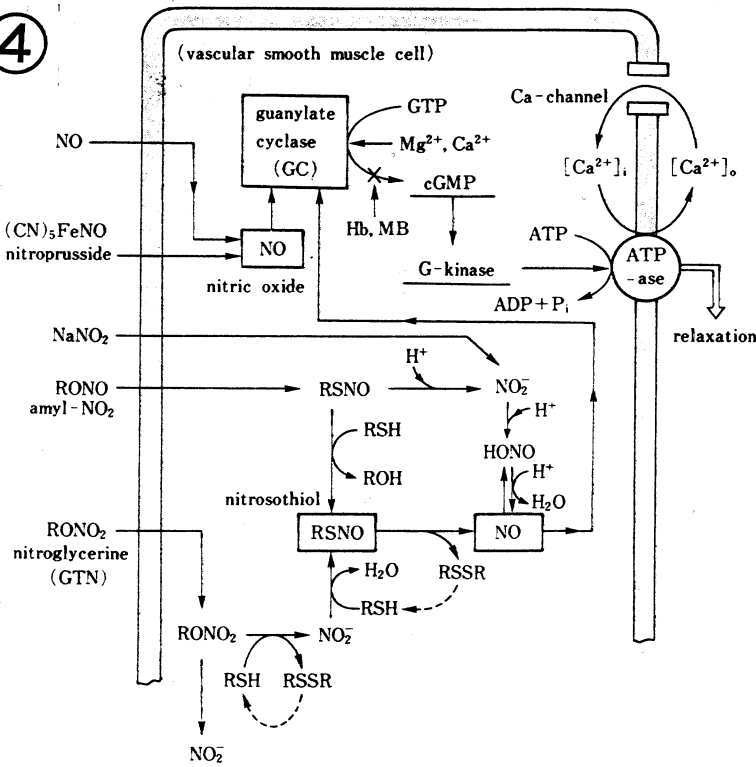 ④
(vascular smooth muscle cell)
guanylate
cyclase
(GC)
GTP
Mg²⁺, Ca²⁺
cGMP
Hb, MB
G-kinase
Ca-channel
[Ca²⁺]ᵢ
[Ca²⁺]ₒ
ATP
ATP
-ase
ADP+Pᵢ
relaxation
NO
(CN)₅FeNO
nitroprusside
NO
nitric oxide
NaNO₂
RONO
amyl-NO₂
RSNO
H⁺
NO₂⁻
H⁺
HONO
H⁺
H₂O
RSH
ROH
nitrosothiol
RSNO
NO
RSSR
H₂O
RSH
RONO₂
nitroglycerine
(GTN)
RONO₂
NO₂⁻
RSH
RSSR
NO₂⁻